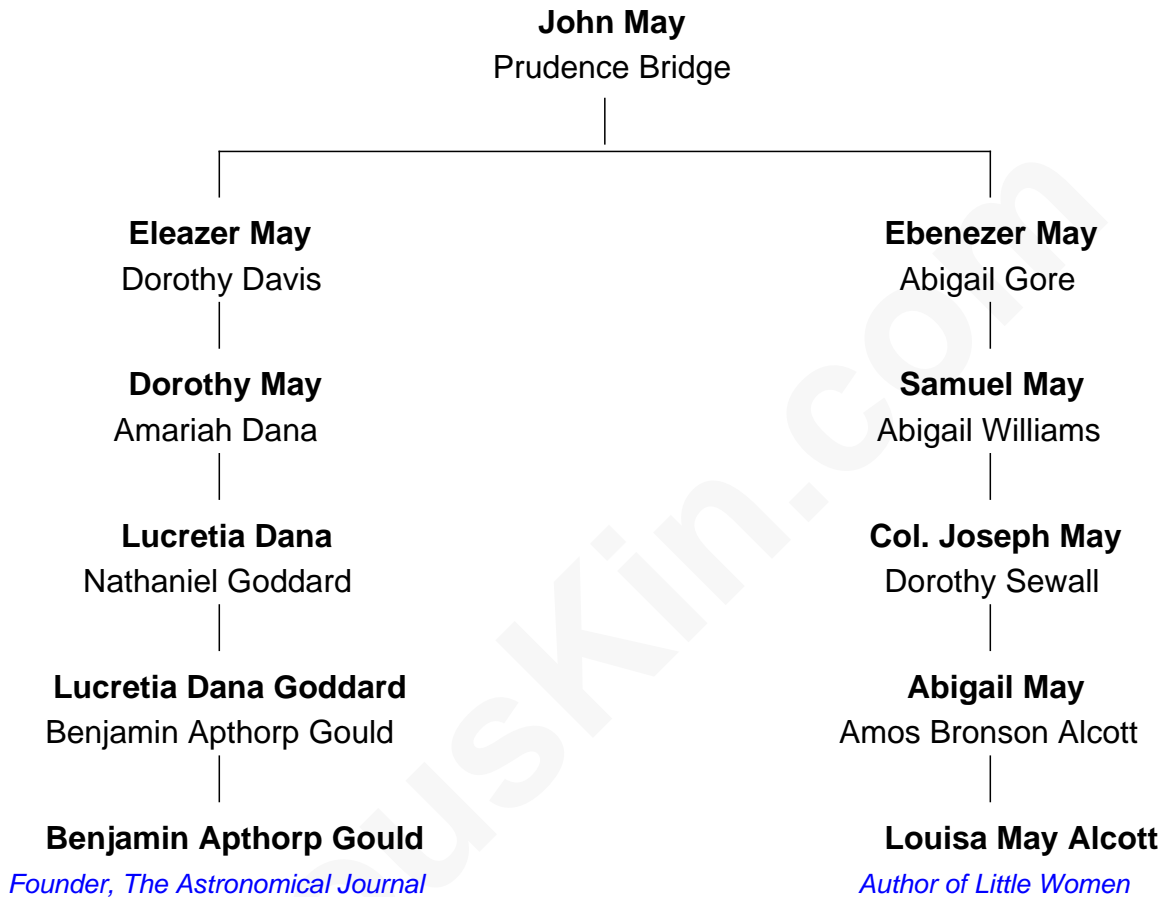 John May
Prudence Bridge
Eleazer May
Dorothy Davis
Ebenezer May
Abigail Gore
Dorothy May
Amariah Dana
Samuel May
Abigail Williams
Lucretia Dana
Nathaniel Goddard
Col. Joseph May
Dorothy Sewall
Lucretia Dana Goddard
Benjamin Apthorp Gould
Abigail May
Amos Bronson Alcott
Benjamin Apthorp Gould
Founder, The Astronomical Journal
Louisa May Alcott
Author of Little Women